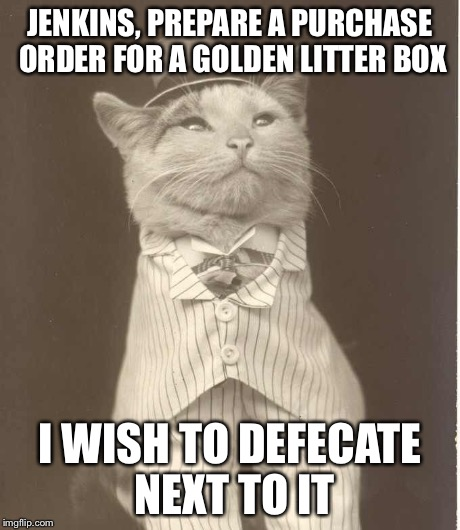 JENKINS, PREPARE A PURCHASE
ORDER FOR A GOLDEN LITTER BOX
I WISH TO DEFECATE
NEXT TO IT
imgflip.com